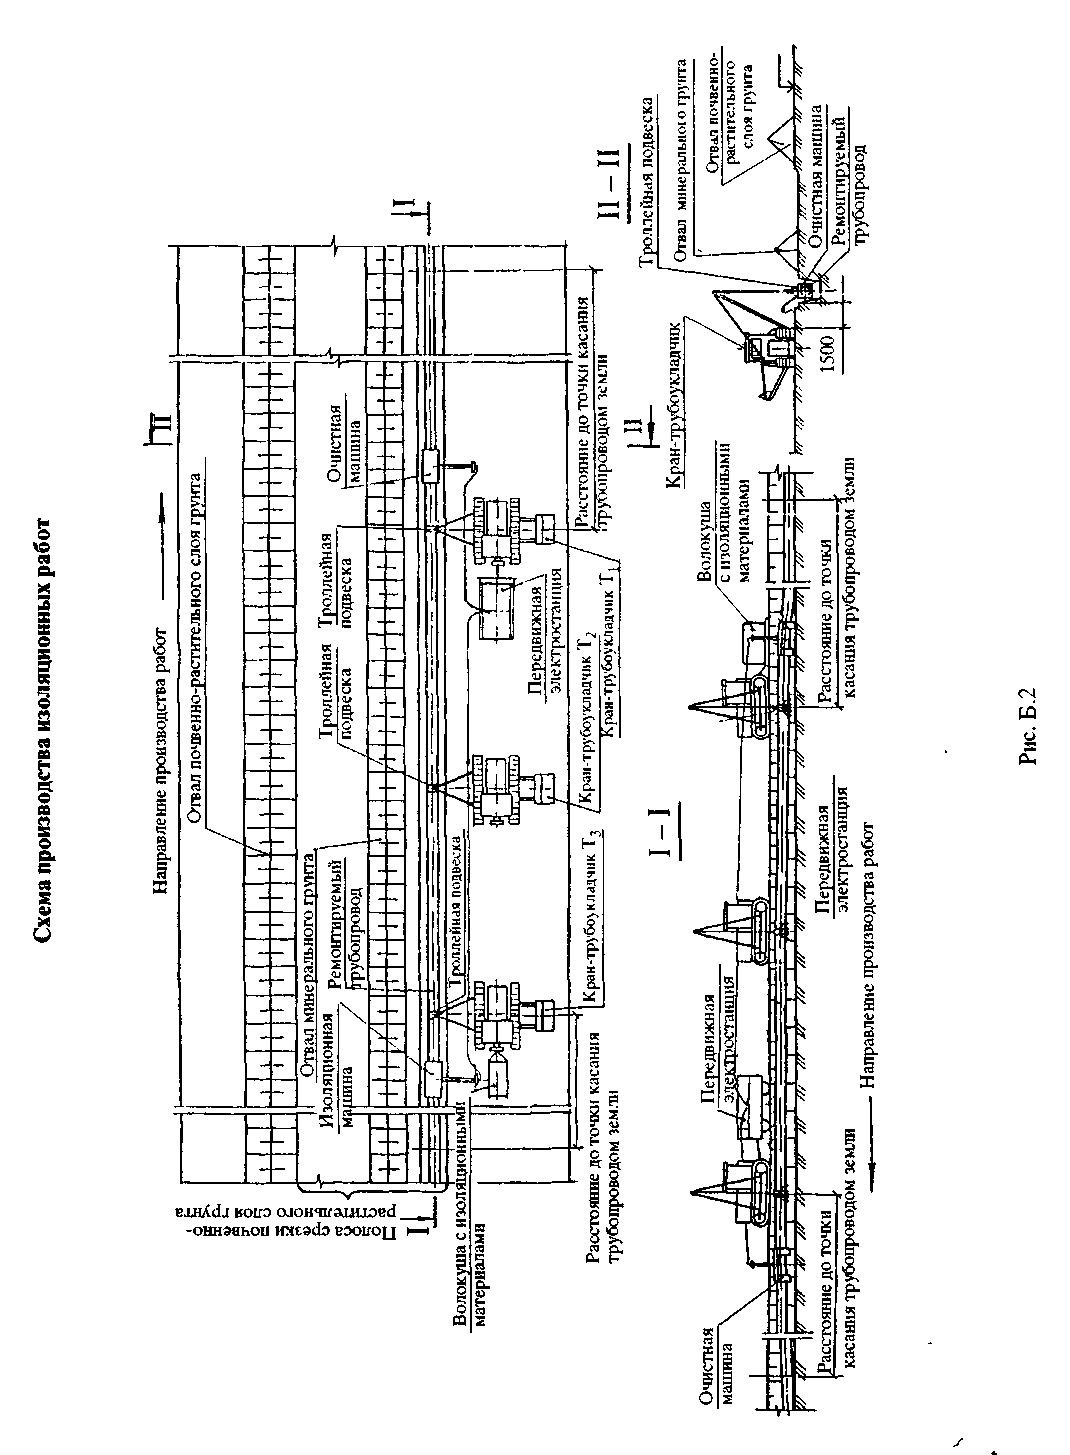 Схема производства изоляционных работ
Направление производства работ
II
Отвал почвенно-растительного слоя грунта
Полоса срезки почвенно-
растительного слоя грунта
Отвал минерального грунта
Ремонтируемый
трубопровод
Изоляционная
машина
Троллейная
подвеска
Троллейная
подвеска
Очистная
машина
I
I
Троллейная подвеска
Волокуша с изоляционными
материалами
Передвижная
электростанция
Кран-трубоукладчик Т3
Кран-трубоукладчик Т2
Кран-трубоукладчик Т1
Расстояние до точки касания
трубопроводом земли
Расстояние до точки касания
трубопроводом земли
II
I – I
Очистная
машина
Передвижная
электростанция
Волокуша
с изоляционными
материалами
Передвижная
электростанция
Расстояние до точки
касания трубопроводом земли
Расстояние до точки
касания трубопроводом земли
Направление производства работ
II – II
Кран-трубоукладчик
Троллейная подвеска
Отвал минерального грунта
Отвал почвенно-
растительного
слоя грунта
Очистная машина
Ремонтируемый
трубопровод
1500
Рис. Б.2